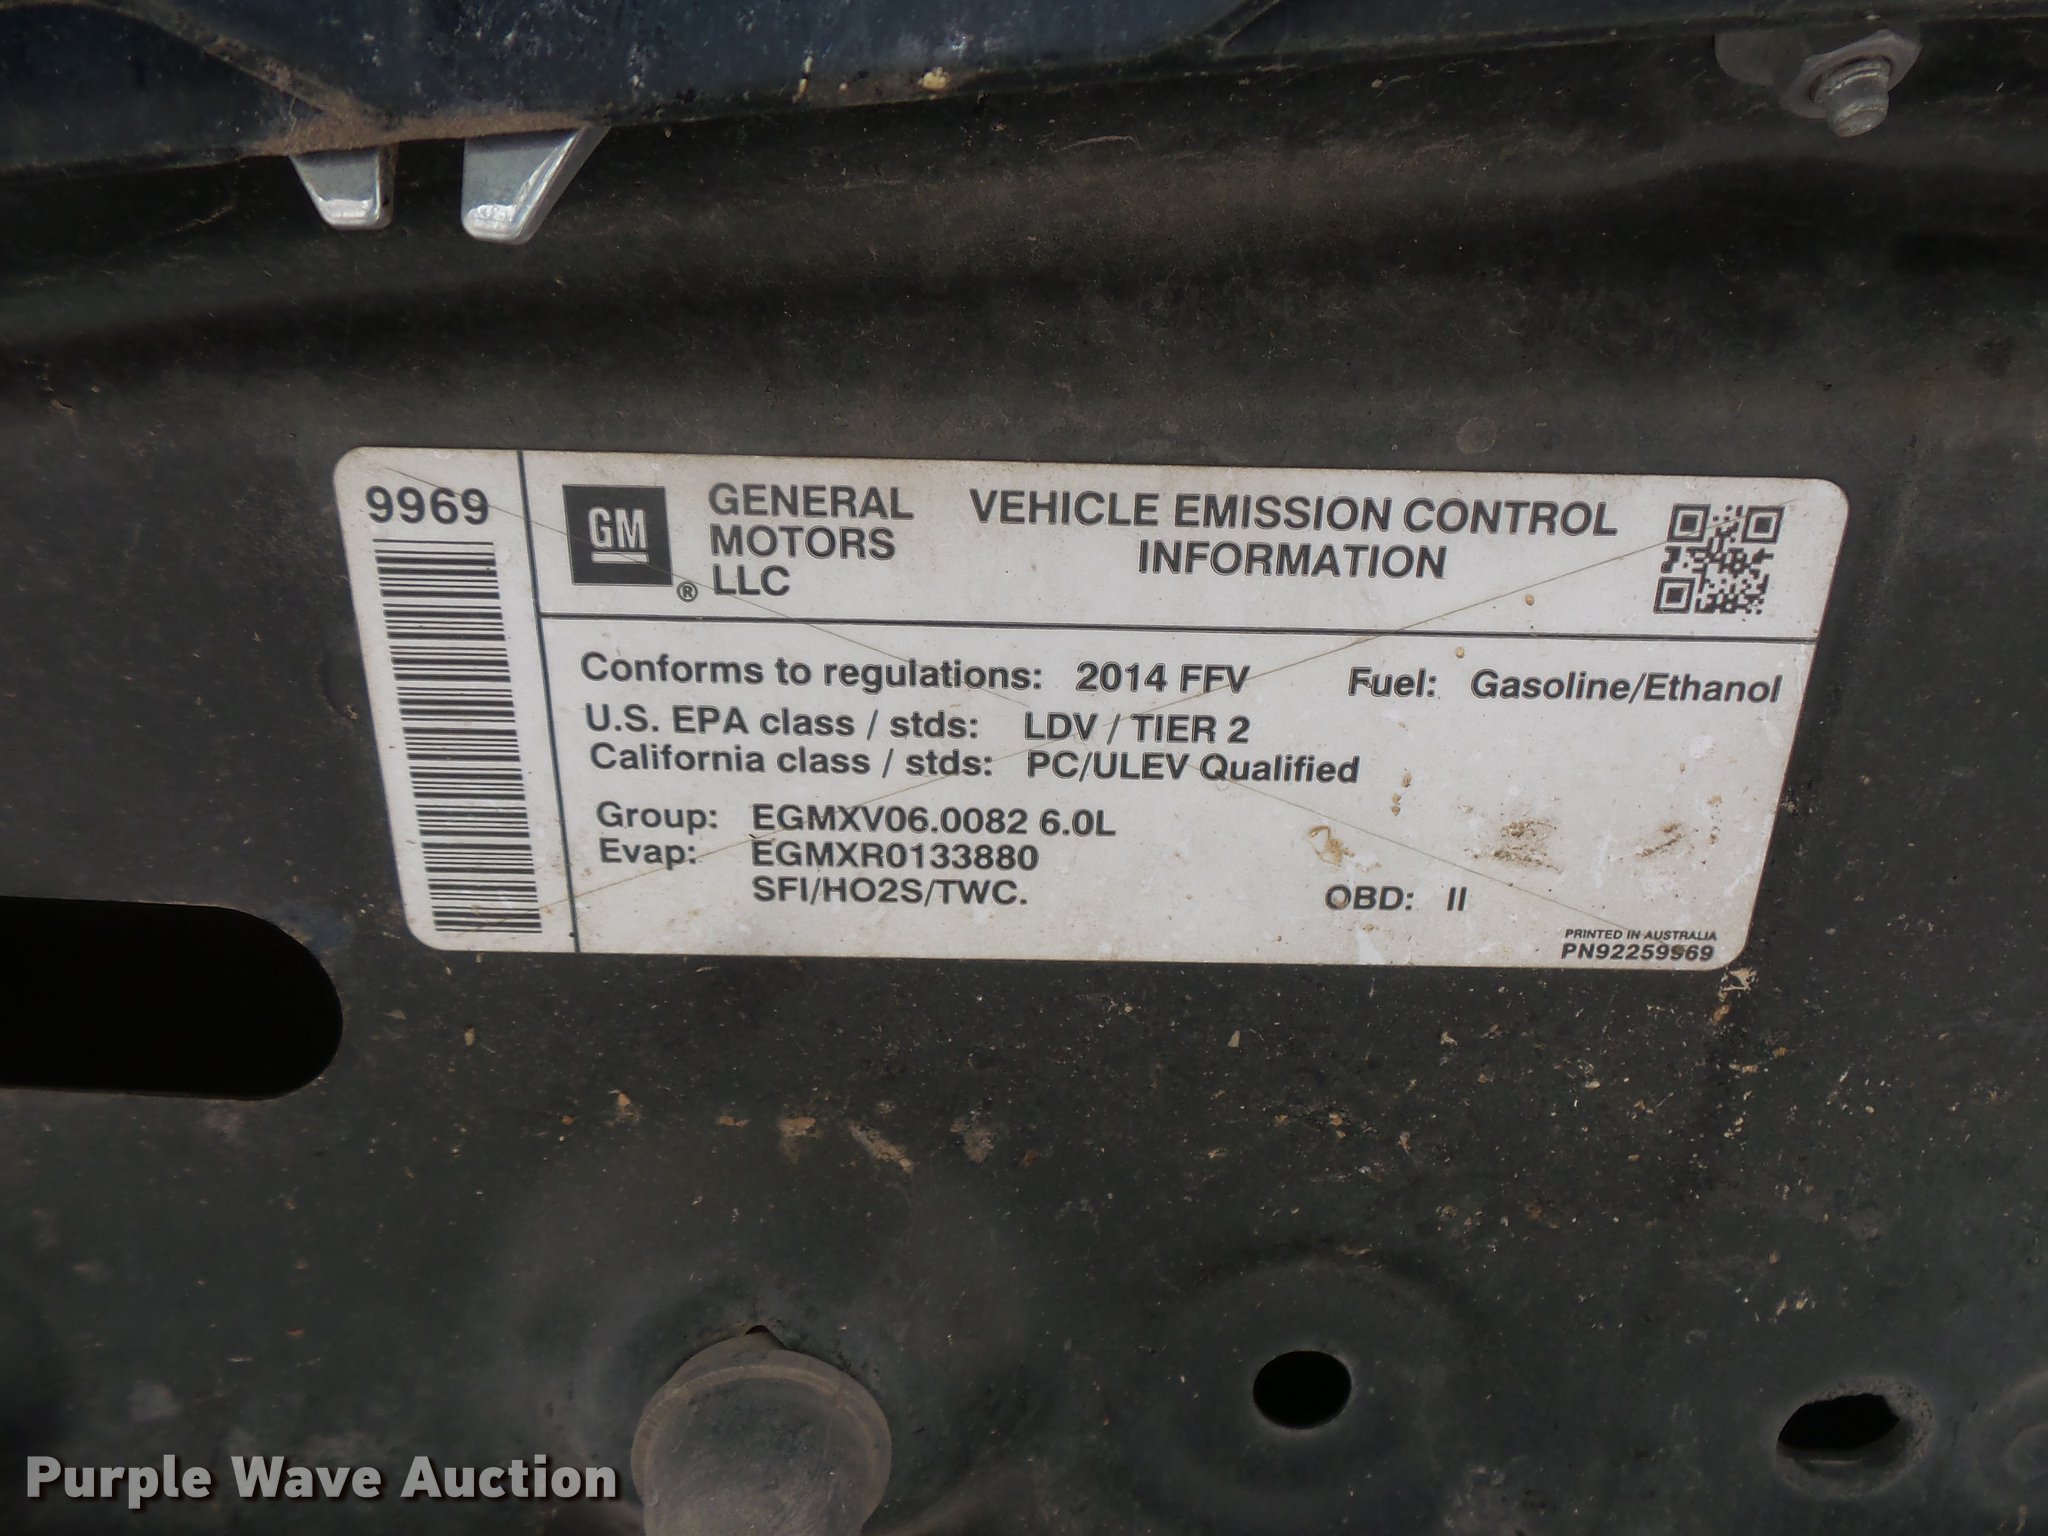 9969
GM
®
GENERAL
MOTORS
LLC
VEHICLE EMISSION CONTROL
INFORMATION
Conforms to regulations: 2014 FFV Fuel: Gasoline/Ethanol
U.S. EPA class / stds: LDV / TIER 2
California class / stds: PC/ULEV Qualified
Group: EGMXV06.0082 6.0L
Evap: EGMXR0133880
SFI/HO2S/TWC.
OBD: II
PRINTED IN AUSTRALIA
PN92259969
Purple Wave Auction